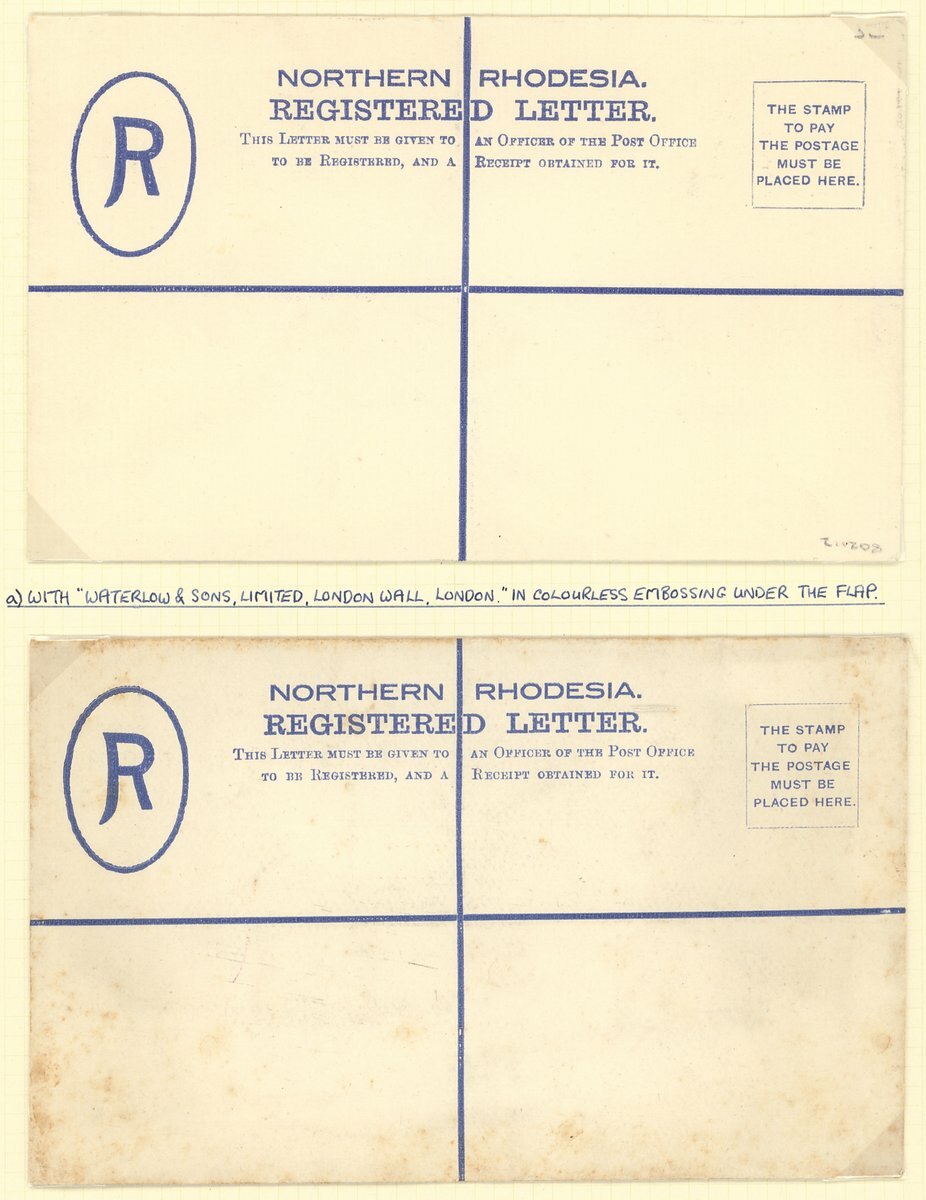 R
NORTHERN RHODESIA.
REGISTERED LETTER.
THIS LETTER MUST BE GIVEN TO AN OFFICER OF THE POST OFFICE
TO BE REGISTERED, AND A RECEIPT OBTAINED FOR IT.
THE STAMP
TO PAY
THE POSTAGE
MUST BE
PLACED HERE.
a) WITH "WATERLOW & SONS, LIMITED, LONDON WALL, LONDON." IN COLOURLESS EMBOSSING UNDER THE FLAP.
R
NORTHERN RHODESIA.
REGISTERED LETTER.
THIS LETTER MUST BE GIVEN TO AN OFFICER OF THE POST OFFICE
TO BE REGISTERED, AND A RECEIPT OBTAINED FOR IT.
THE STAMP
TO PAY
THE POSTAGE
MUST BE
PLACED HERE.